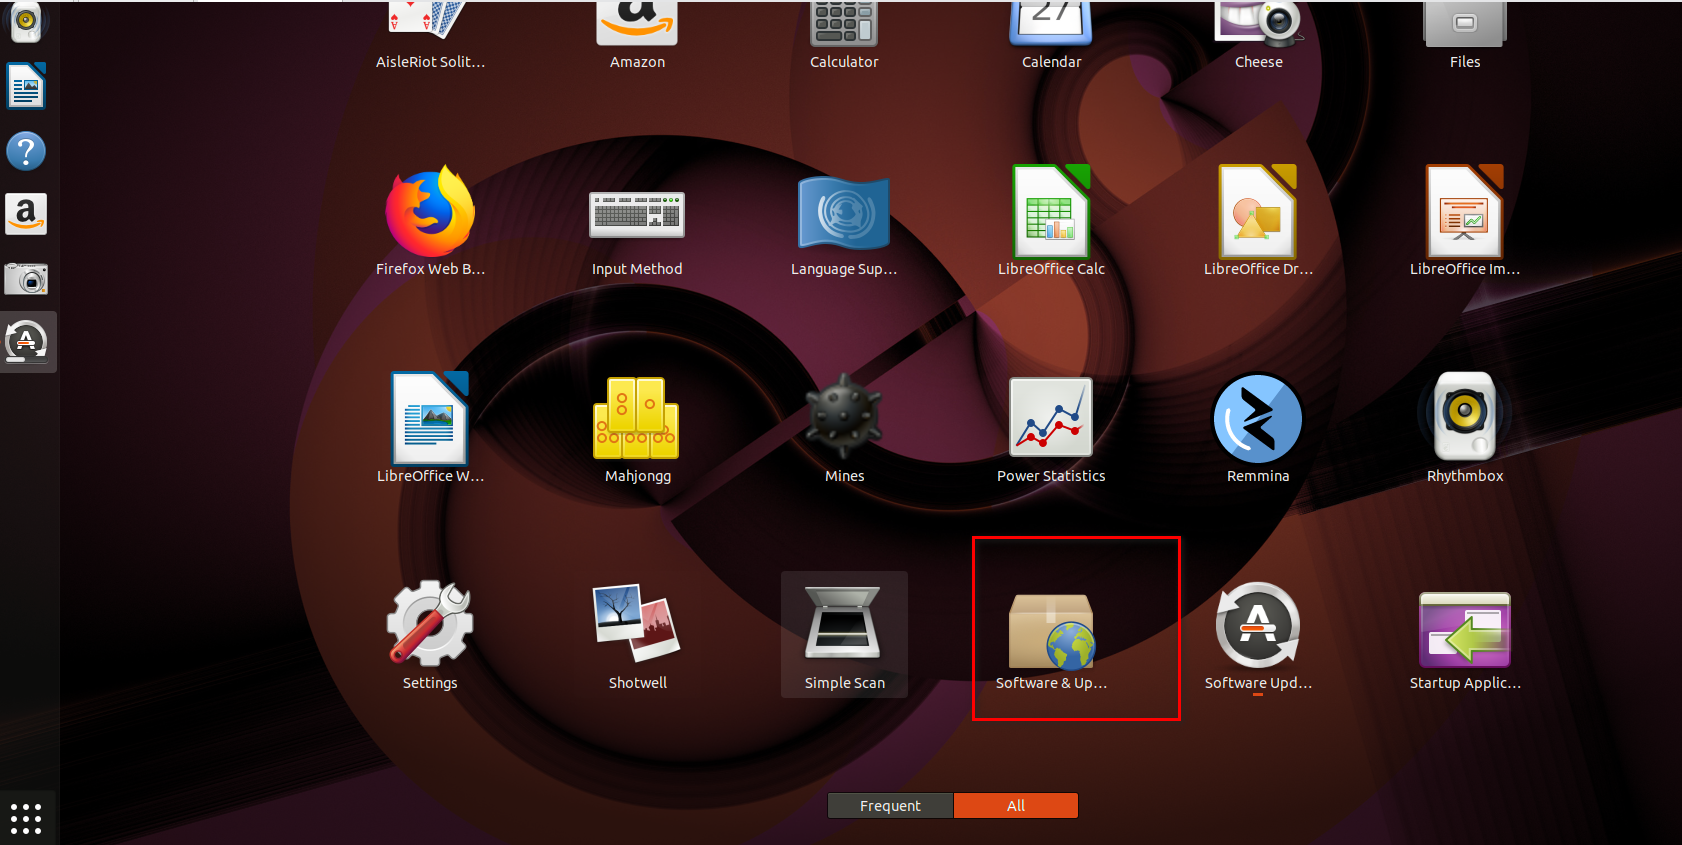 27
AisleRiot Solit...
Amazon
Calculator
Calendar
Cheese
Files
Firefox Web B...
Input Method
Language Sup...
LibreOffice Calc
LibreOffice Dr...
LibreOffice Im...
LibreOffice W...
Mahjongg
Mines
Power Statistics
Remmina
Rhythmbox
Settings
Shotwell
Simple Scan
Software & Up...
Software Upd...
Startup Applic...
Frequent
All